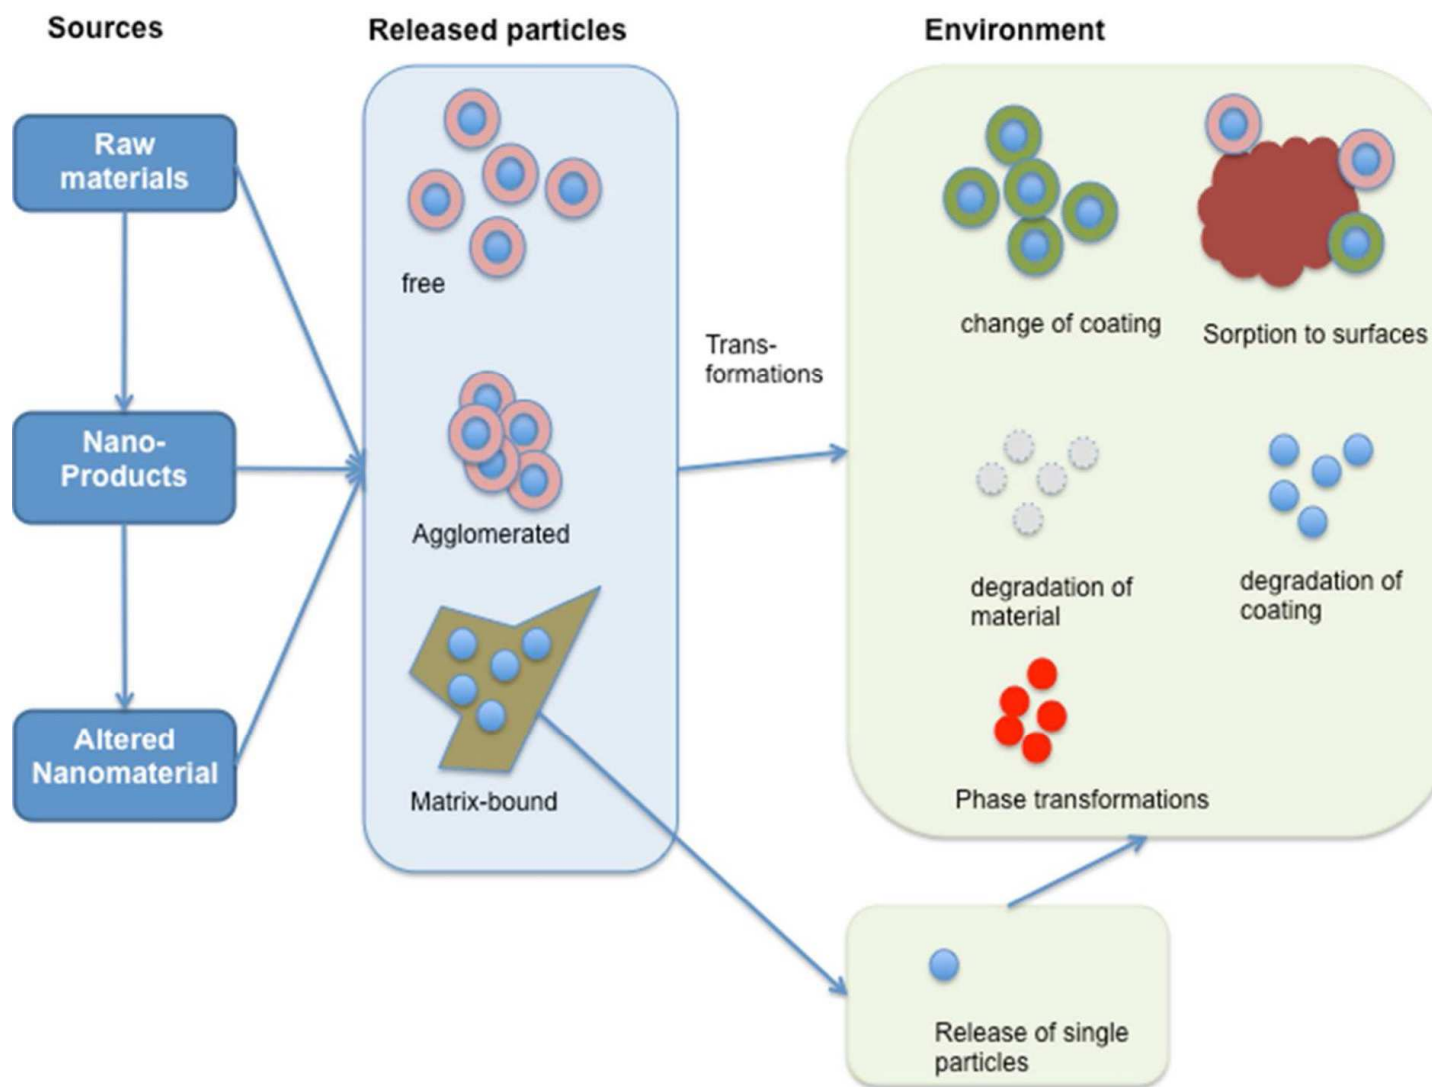 Sources
Released particles
Environment
Raw
materials
Nano-
Products
Altered
Nanomaterial
free
Agglomerated
Matrix-bound
Trans-
formations
change of coating
Sorption to surfaces
degradation of
material
degradation of
coating
Phase transformations
Release of single
particles